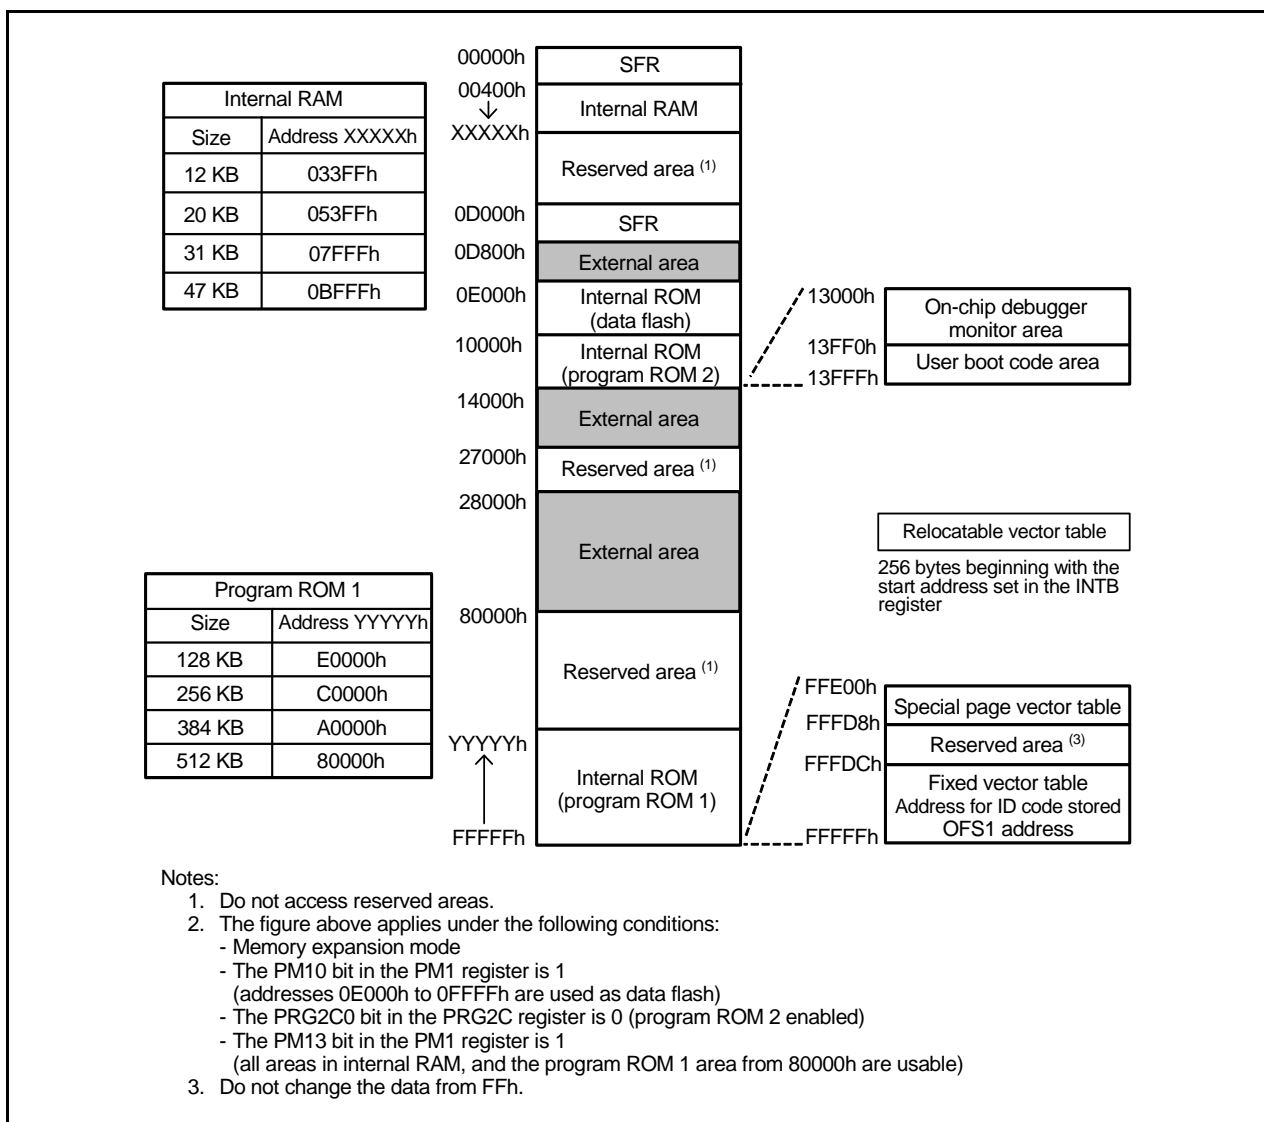 Internal RAM
Size Address XXXXXh
12 KB 033FFh
20 KB 053FFh
31 KB 07FFFh
47 KB 0BFFFh
Program ROM 1
Size Address YYYYYh
128 KB E0000h
256 KB C0000h
384 KB A0000h
512 KB 80000h
00000h
SFR
00400h
Internal RAM
XXXXXh
Reserved area (1)
0D000h
SFR
0D800h
External area
0E000h
Internal ROM
(data flash)
10000h
Internal ROM
(program ROM 2)
14000h
External area
27000h
Reserved area (1)
28000h
External area
80000h
Reserved area (1)
YYYYYh
Internal ROM
(program ROM 1)
FFFFFh
13000h
On-chip debugger
monitor area
13FF0h
User boot code area
13FFFh
Relocatable vector table
256 bytes beginning with the
start address set in the INTB
register
FFE00h
Special page vector table
FFFD8h
Reserved area (3)
FFFDCh
Fixed vector table
Address for ID code stored
OFS1 address
FFFFFh
Notes:
1. Do not access reserved areas.
2. The figure above applies under the following conditions:
- Memory expansion mode
- The PM10 bit in the PM1 register is 1
(addresses 0E000h to 0FFFFh are used as data flash)
- The PRG2C0 bit in the PRG2C register is 0 (program ROM 2 enabled)
- The PM13 bit in the PM1 register is 1
(all areas in internal RAM, and the program ROM 1 area from 80000h are usable)
3. Do not change the data from FFh.